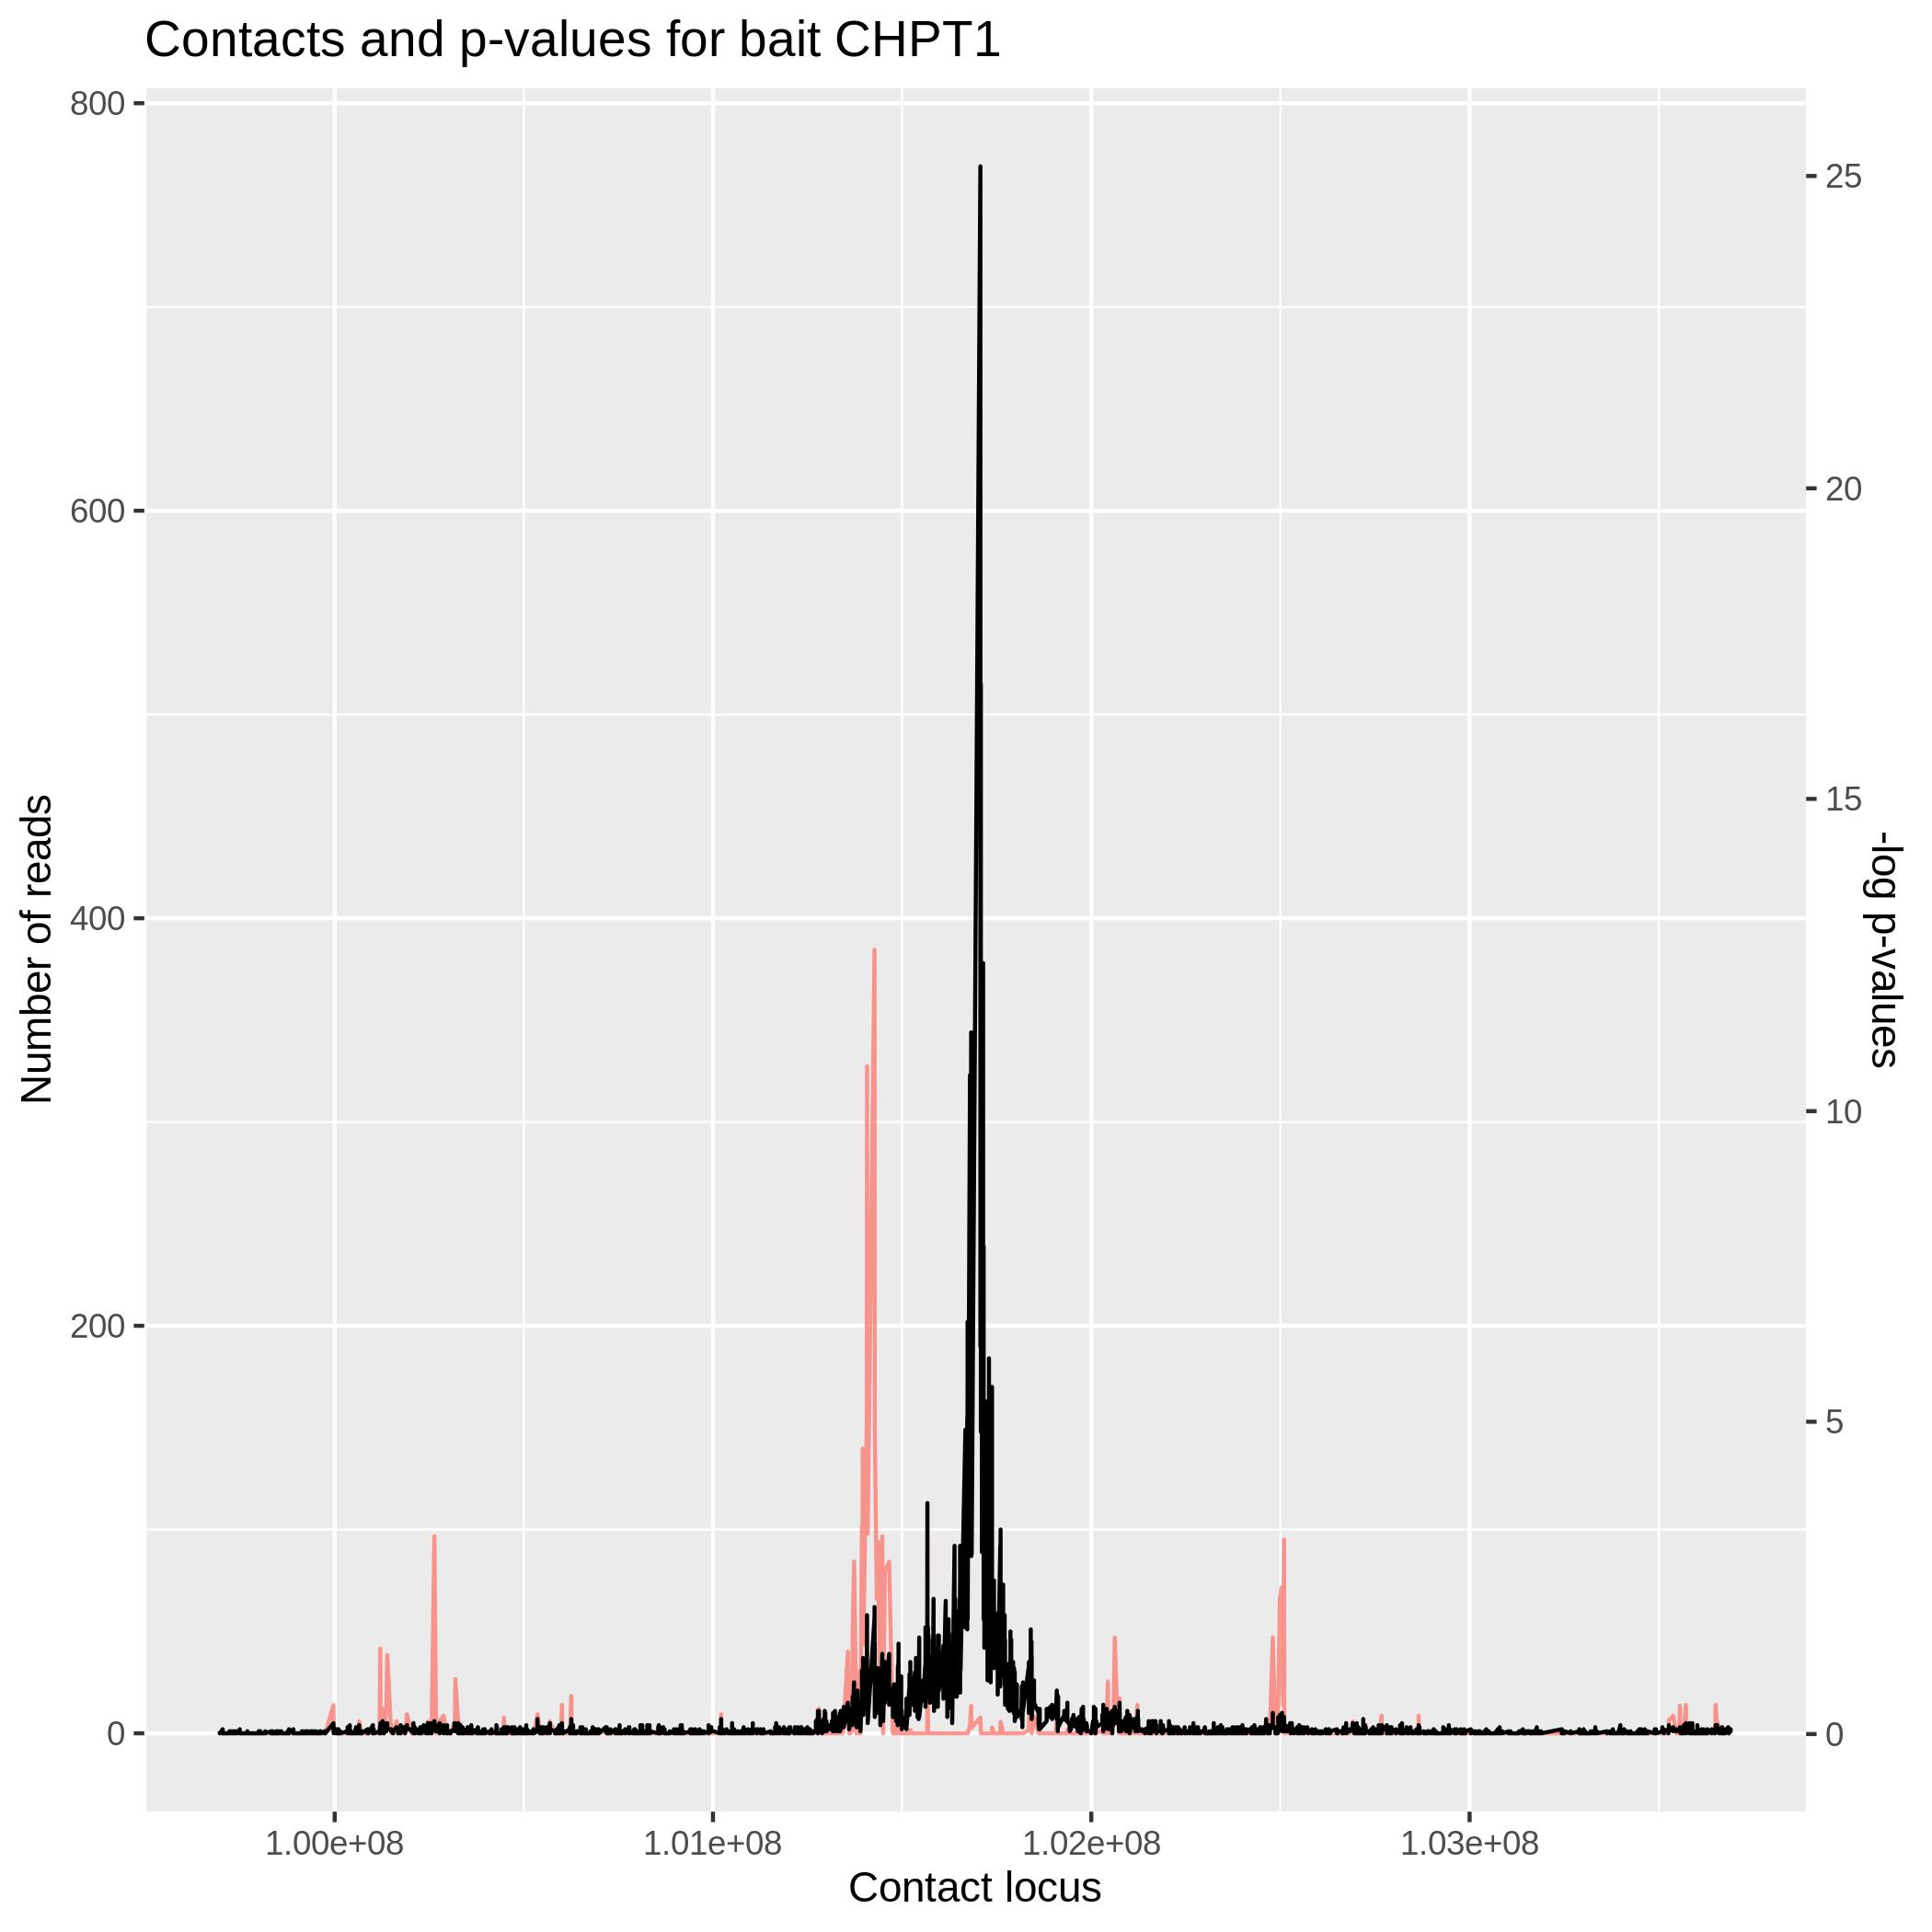 Contacts and p-values for bait CHPT1
800
600
400
200
0
Number of reads
25
20
15
10
5
0
-log p-values
1.00e+08
1.01e+08
1.02e+08
1.03e+08
Contact locus